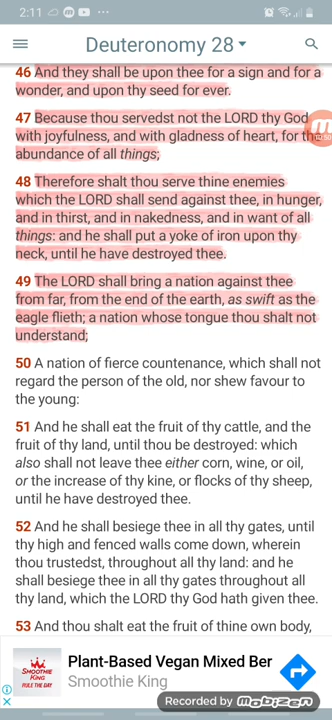 2:11
Deuteronomy 28
46 And they shall be upon thee for a sign and for a
wonder, and upon thy seed for ever.
47 Because thou servedst not the LORD thy God
with joyfulness, and with gladness of heart, for the
abundance of all things;
48 Therefore shalt thou serve thine enemies
which the LORD shall send against thee, in hunger,
and in thirst, and in nakedness, and in want of all
things: and he shall put a yoke of iron upon thy
neck, until he have destroyed thee.
49 The LORD shall bring a nation against thee
from far, from the end of the earth, as swift as the
eagle flieth; a nation whose tongue thou shalt not
understand;
50 A nation of fierce countenance, which shall not
regard the person of the old, nor shew favour to
the young:
51 And he shall eat the fruit of thy cattle, and the
fruit of thy land, until thou be destroyed: which
also shall not leave thee either corn, wine, or oil,
or the increase of thy kine, or flocks of thy sheep,
until he have destroyed thee.
52 And he shall besiege thee in all thy gates, until
thy high and fenced walls come down, wherein
thou trustedst, throughout all thy land: and he
shall besiege thee in all thy gates throughout all
thy land, which the LORD thy God hath given thee.
53 And thou shalt eat the fruit of thine own body,
SMOOTHIE
KING
RULE THE DAY
Plant-Based Vegan Mixed Ber
Smoothie King
Recorded by Mobizen